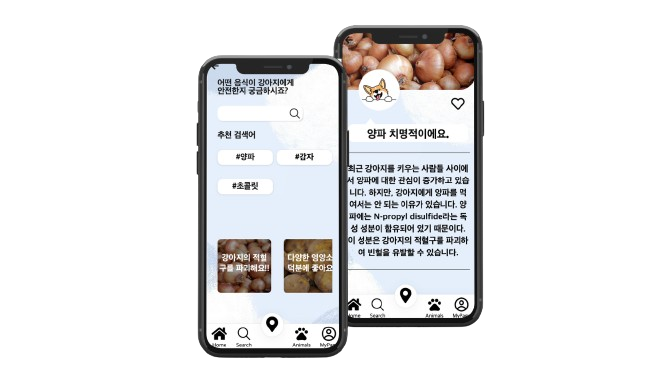 어떤 음식이 강아지에게
안전한지 궁금하시죠?
추천 검색어
#양파
#감자
#초콜릿
강아지의 적혈
구를 파괴해요!!
다양한 영양소
덕분에 좋아요
Home
Search
Animals
MyPage
양파 치명적이에요.
최근 강아지를 키우는 사람들 사이에
서 양파에 대한 관심이 증가하고 있습
니다. 하지만, 강아지에게 양파를 먹
여서는 안 되는 이유가 있습니다. 양
파에는 N-propyl disulfide라는 독
성 성분이 함유되어 있기 때문이다.
이 성분은 강아지의 적혈구를 파괴하
여 빈혈을 유발할 수 있습니다.
Home
Search
Animals
MyPage